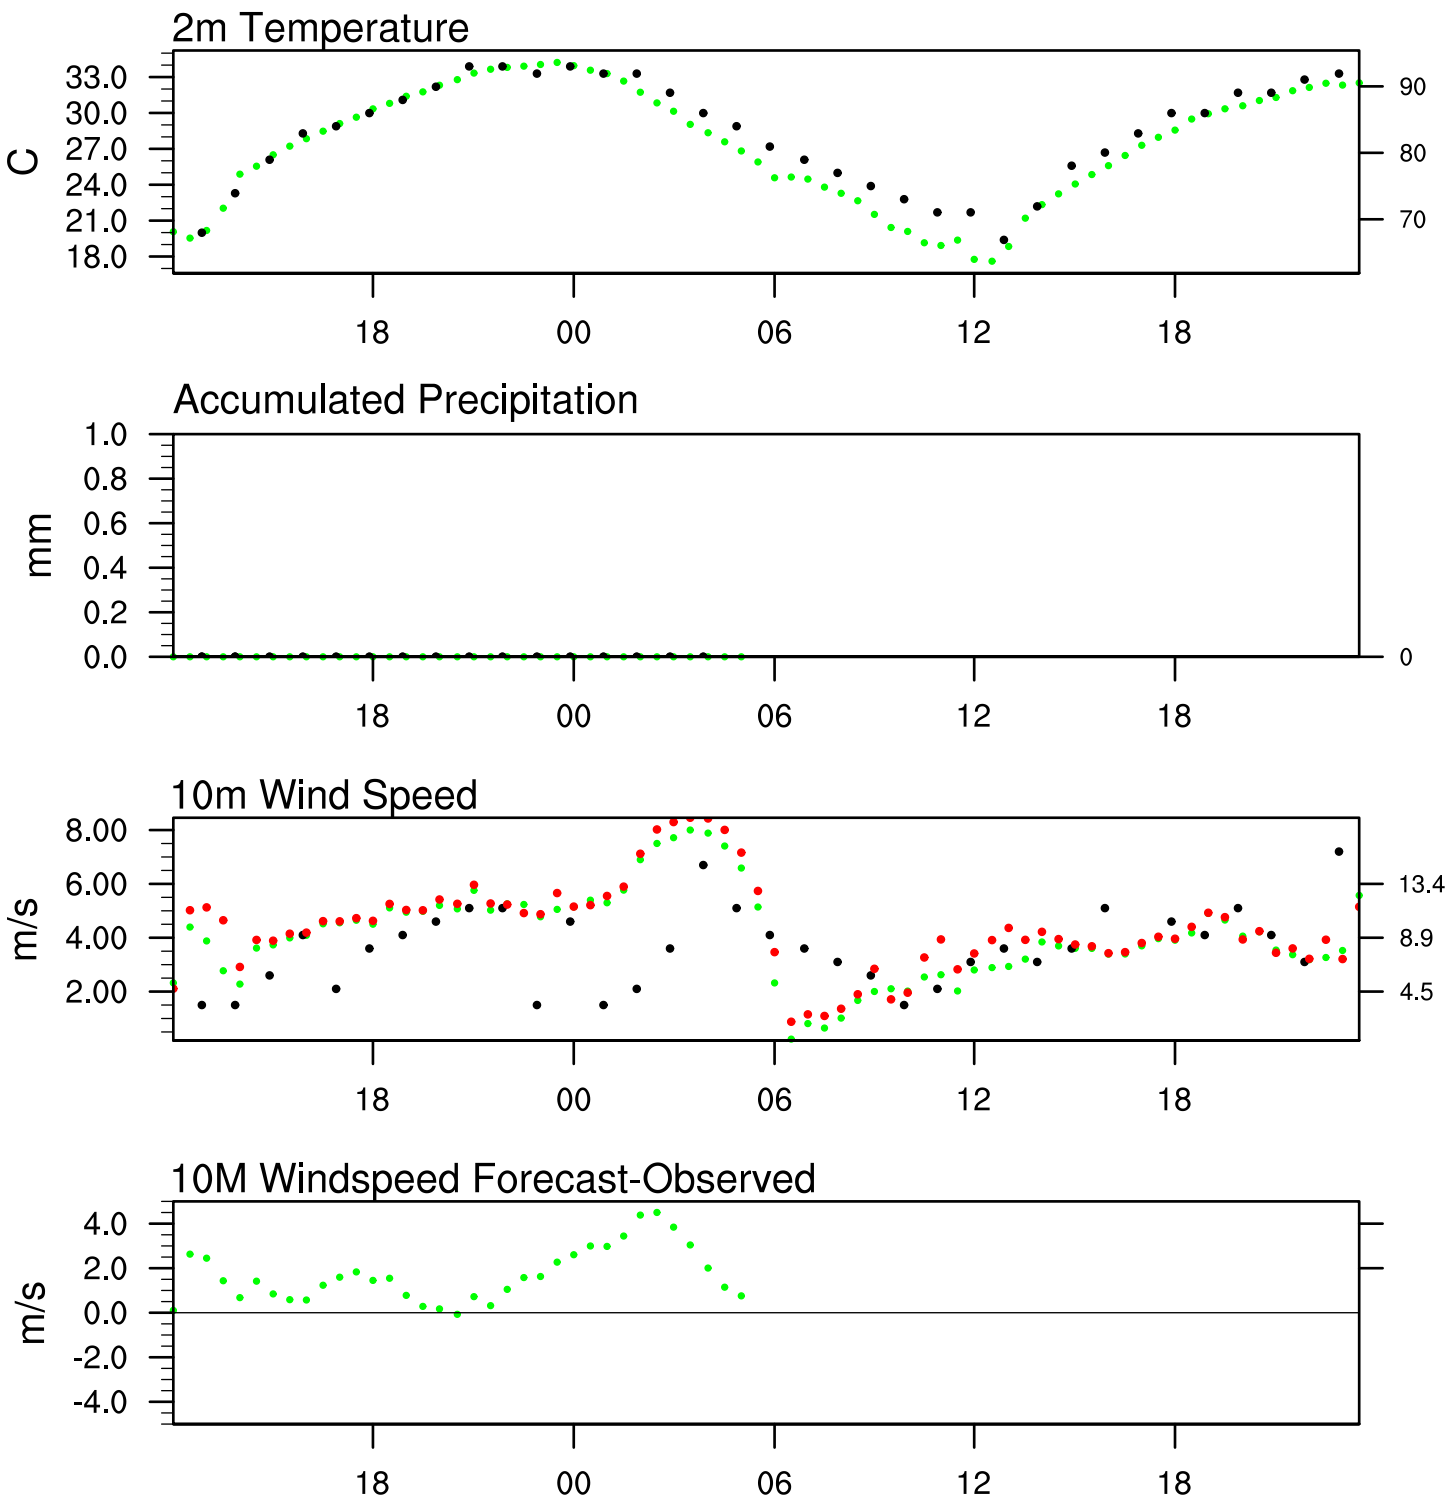 2m Temperature
33.0
30.0
27.0
24.0
21.0
18.0
C
90
80
70
18 00 06 12 18
Accumulated Precipitation
1.0
0.8
0.6
0.4
0.2
0.0
mm
0
18 00 06 12 18
10m Wind Speed
8.00
6.00
4.00
2.00
m/s
13.4
8.9
4.5
18 00 06 12 18
10M Windspeed Forecast-Observed
4.0
2.0
0.0
-2.0
-4.0
m/s
18 00 06 12 18